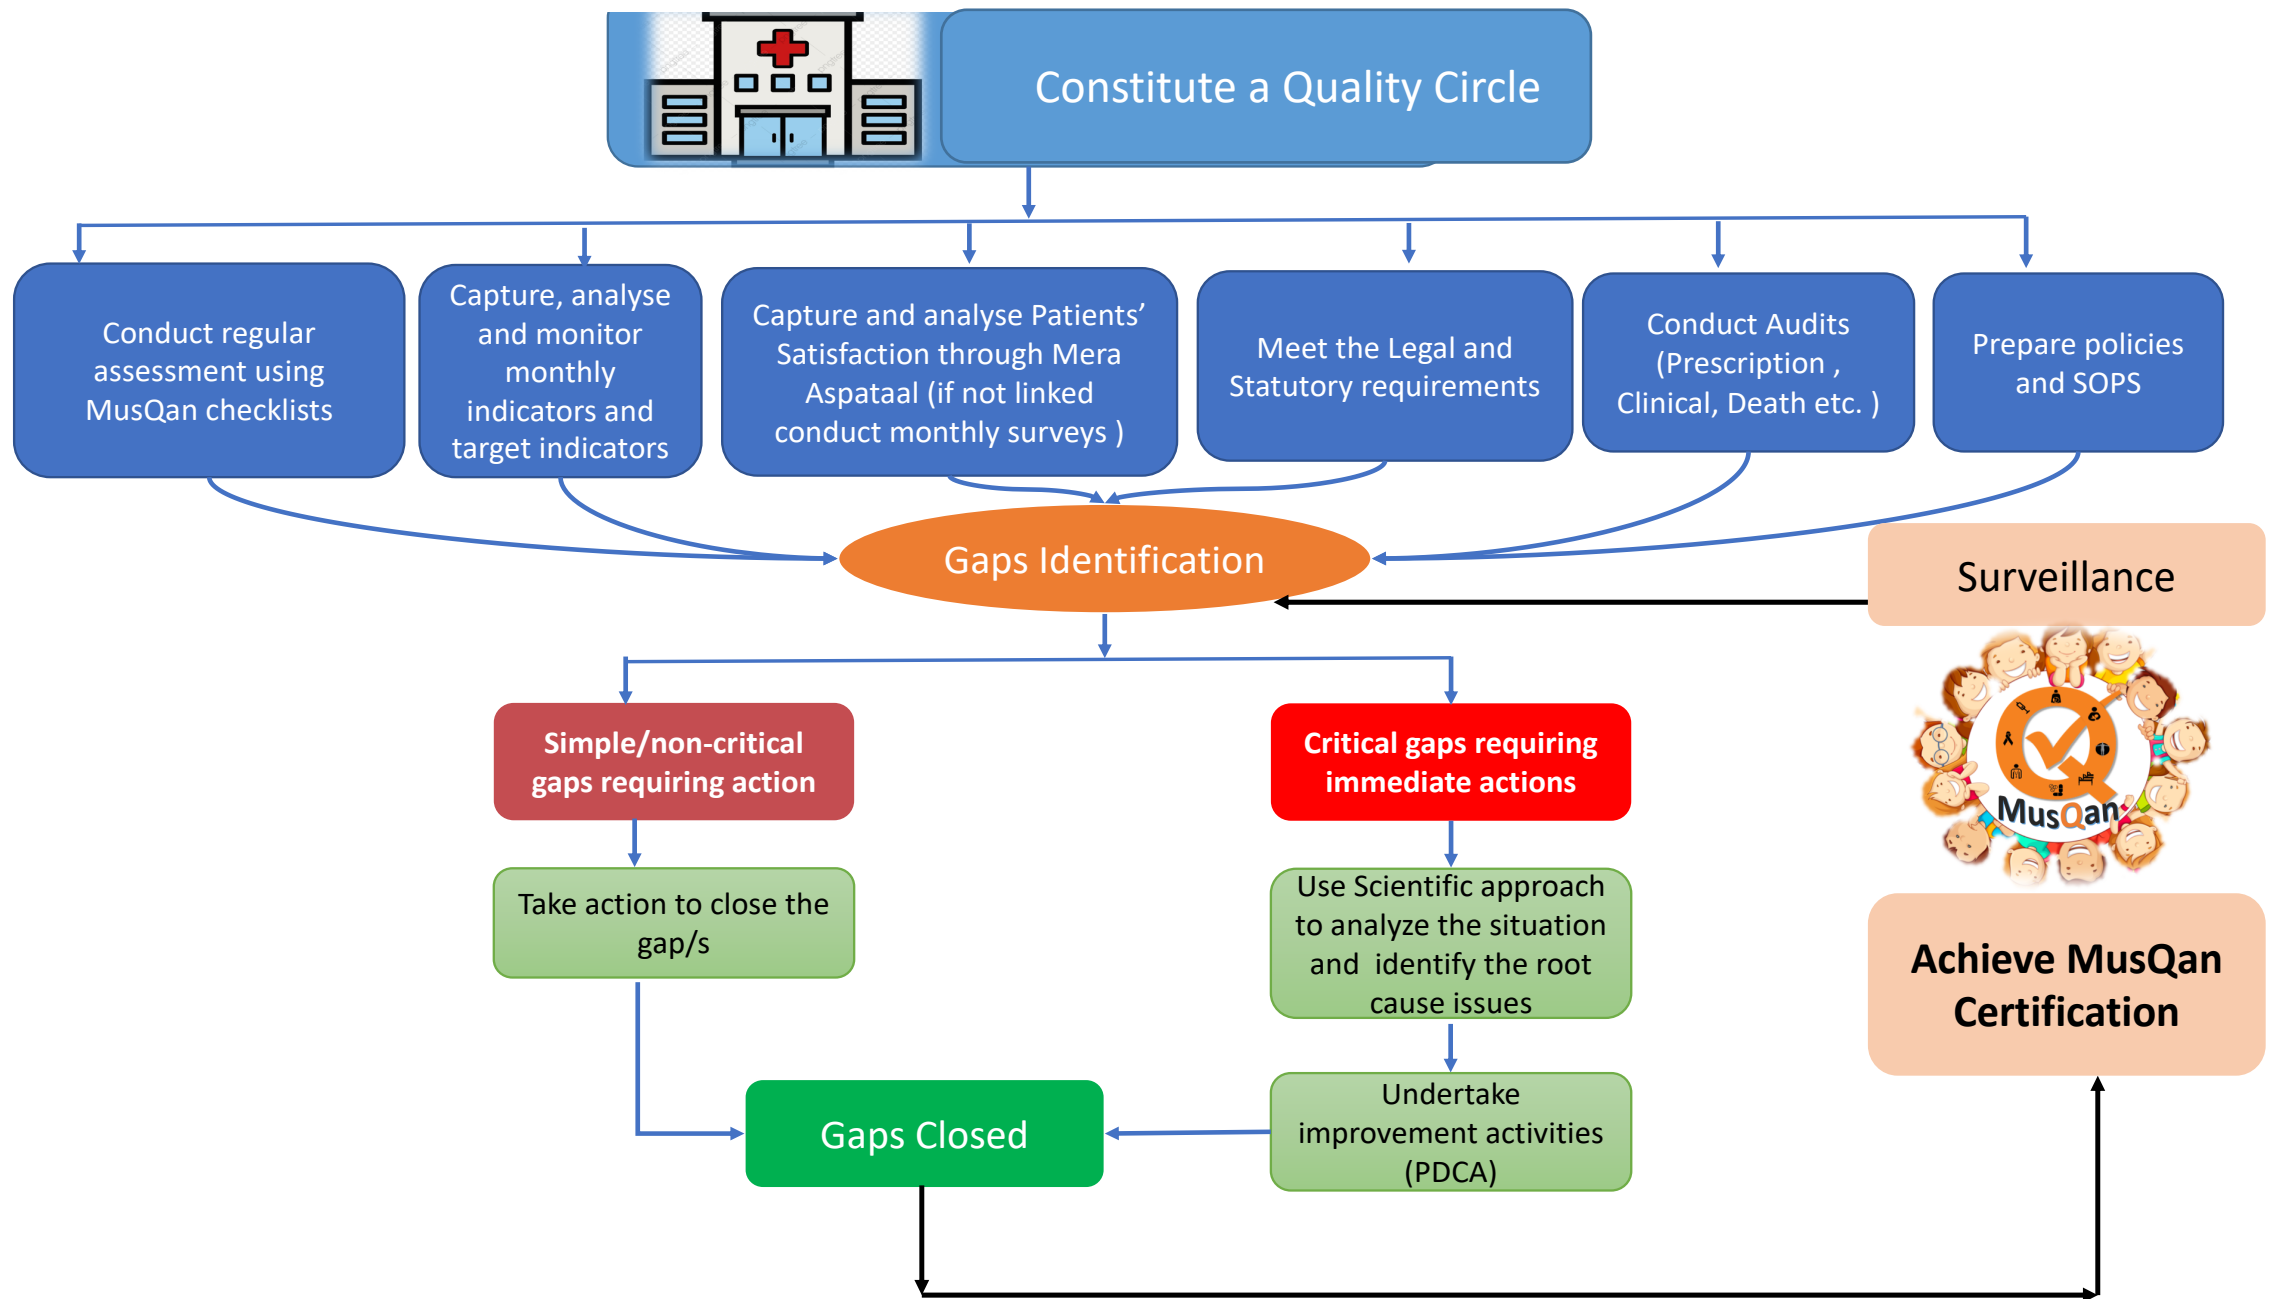 Constitute a Quality Circle
Conduct regular
assessment using
MusQan checklists
Capture, analyse
and monitor
monthly
indicators and
target indicators
Capture and analyse Patients’
Satisfaction through Mera
Aspataal (if not linked
conduct monthly surveys )
Meet the Legal and
Statutory requirements
Conduct Audits
(Prescription ,
Clinical, Death etc. )
Prepare policies
and SOPS
Gaps Identification
Surveillance
Simple/non-critical
gaps requiring action
Critical gaps requiring
immediate actions
MusQan
Take action to close the
gap/s
Use Scientific approach
to analyze the situation
and  identify the root
cause issues
Achieve MusQan
Certification
Undertake
improvement activities
(PDCA)
Gaps Closed